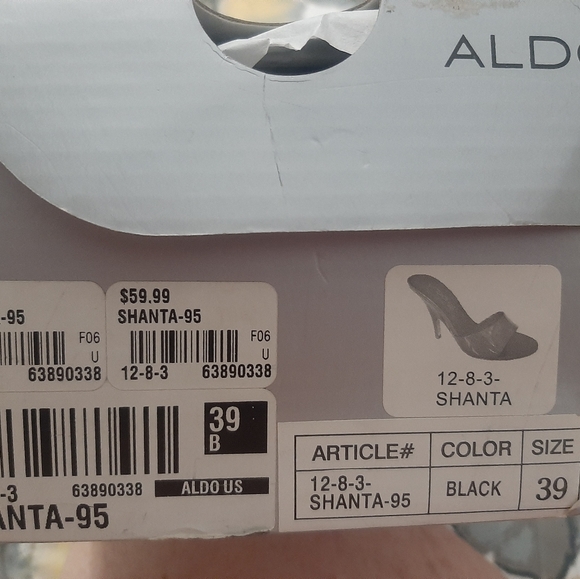 ALDO
-95
F06
U
63890338
$59.99
SHANTA-95
F06
U
12-8-3 63890338
12-8-3-
SHANTA
39
B
-3 63890338 ALDO US
ANTA-95
ARTICLE# COLOR SIZE
12-8-3-
SHANTA-95 BLACK 39